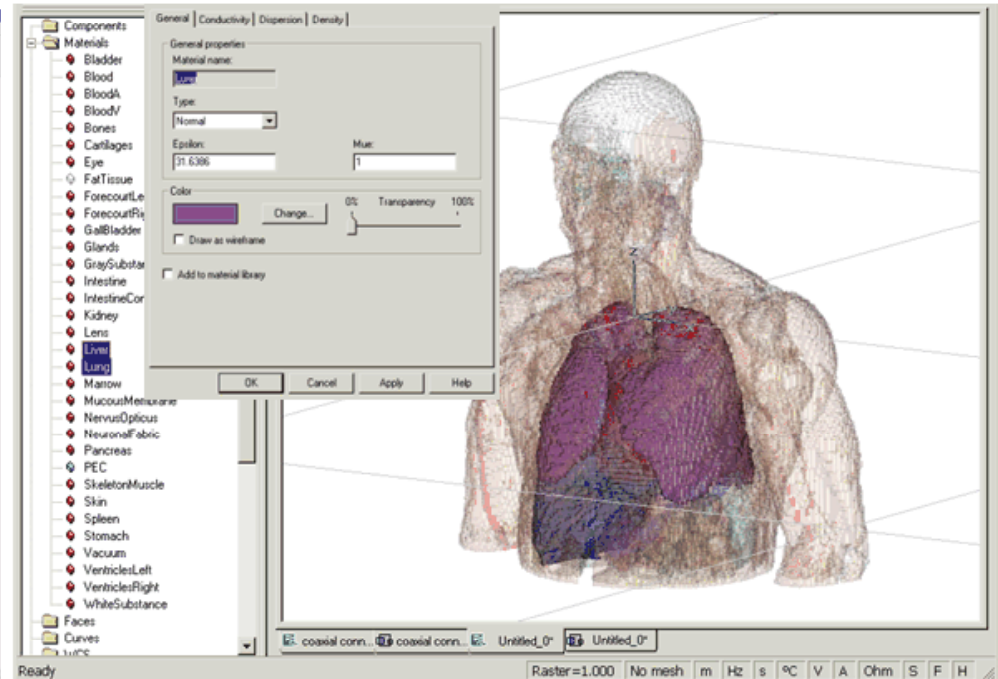 Components
Materials
Bladder
Blood
BloodA
BloodV
Bones
Cartilages
Eye
FatTissue
ForecourtLe
ForecourtRi
GallBladder
Glands
GraySubstar
Intestine
IntestineCor
Kidney
Lens
Liver
Lung
Marrow
MucousMembrane
NervusOpticus
NeuronalFabric
Pancreas
PEC
SkeletonMuscle
Skin
Spleen
Stomach
Vacuum
VentriclesLeft
VentriclesRight
WhiteSubstance
Faces
Curves
WCS
General Conductivity Dispersion Density
General properties
Material name:
Lung
Type:
Normal
Epsilon: Mue:
31.6386 1
Color
0% Transparency 100%
Change...
Draw as wireframe
Add to material library
OK Cancel Apply Help
Z
coaxial conn... coaxial conn... Untitled_0* Untitled_0*
Ready Raster=1.000 No mesh m Hz s ºC V A Ohm S F H